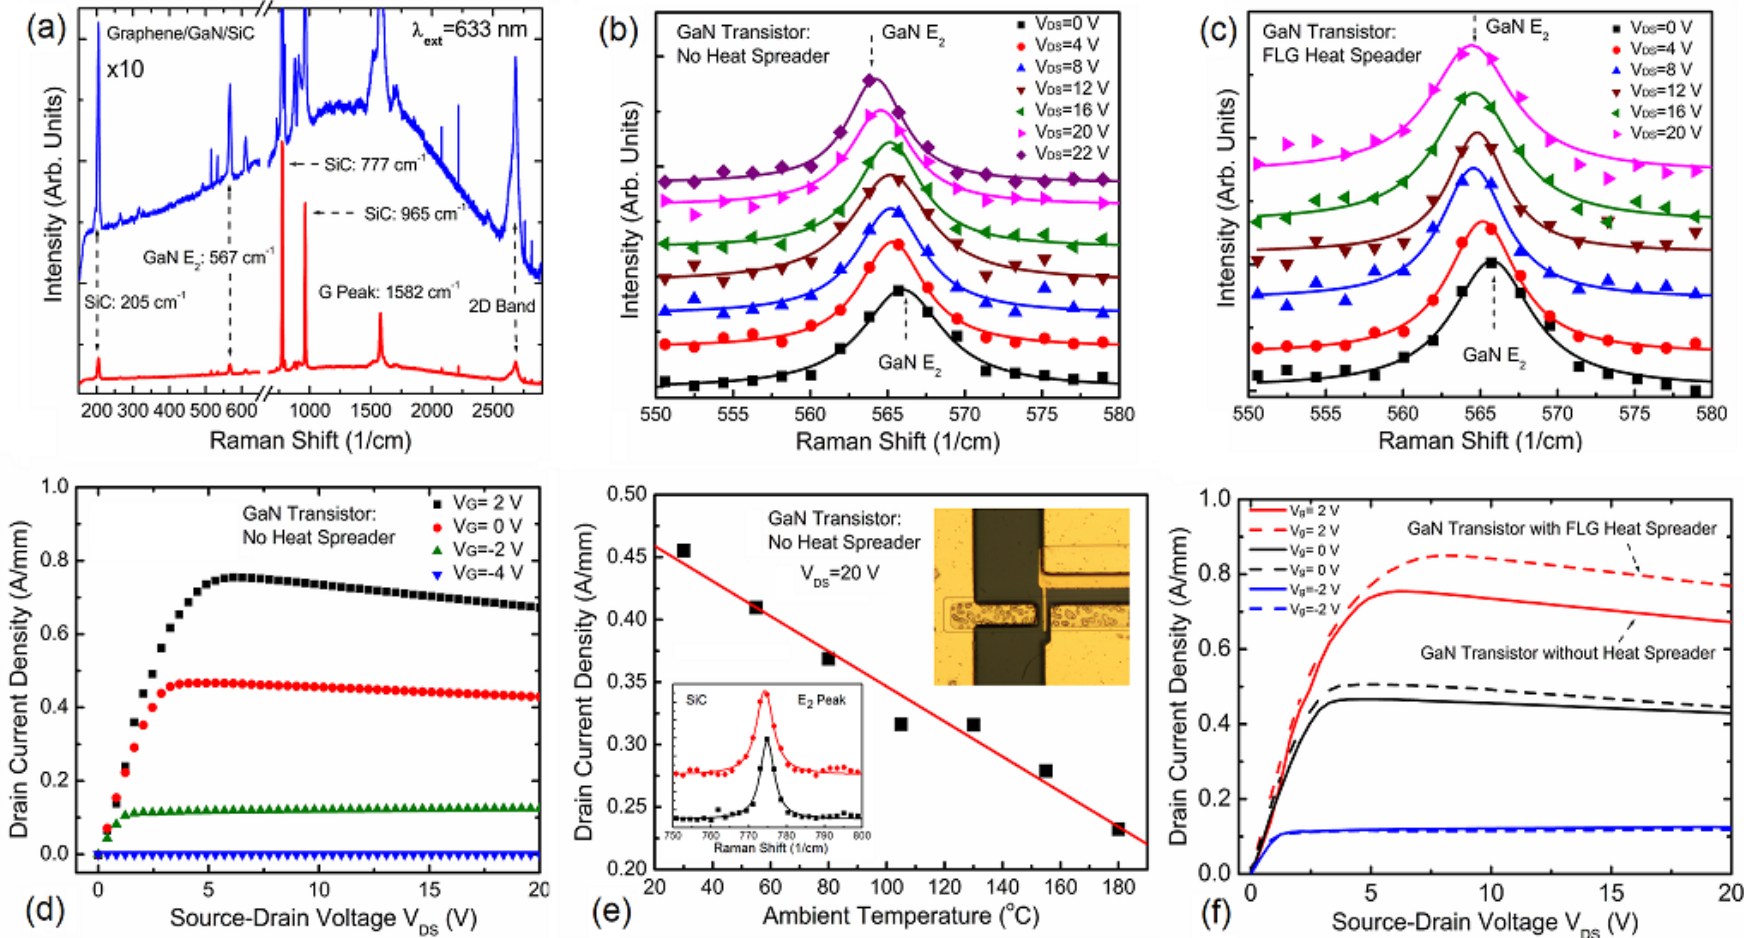 (a)
Graphene/GaN/SiC
x10
λext=633 nm
SiC: 777 cm⁻¹
SiC: 965 cm⁻¹
GaN E₂: 567 cm⁻¹
SiC: 205 cm⁻¹
G Peak: 1582 cm⁻¹
2D Band
Intensity (Arb. Units)
200 300 400 500 600 1000 1500 2000 2500
Raman Shift (1/cm)
(b)
GaN Transistor:
No Heat Spreader
GaN E₂
VDS=0 V
VDS=4 V
VDS=8 V
VDS=12 V
VDS=16 V
VDS=20 V
VDS=22 V
GaN E₂
Intensity (Arb. Units)
550 555 560 565 570 575 580
Raman Shift (1/cm)
(c)
GaN Transistor:
FLG Heat Spreader
GaN E₂
VDS=0 V
VDS=4 V
VDS=8 V
VDS=12 V
VDS=16 V
VDS=20 V
GaN E₂
Intensity (Arb. Units)
550 555 560 565 570 575 580
Raman Shift (1/cm)
1.0
0.8
0.6
0.4
0.2
0.0
Drain Current Density (A/mm)
GaN Transistor:
No Heat Spreader
VG= 2 V
VG= 0 V
VG=-2 V
VG=-4 V
0 5 10 15 20
(d)
Source-Drain Voltage VDS (V)
0.50
0.45
0.40
0.35
0.30
0.25
0.20
Drain Current Density (A/mm)
GaN Transistor:
No Heat Spreader
VDS=20 V
SiC
E₂ Peak
750 760 770 780 790 800
Raman Shift (1/cm)
20 40 60 80 100 120 140 160 180
(e)
Ambient Temperature (°C)
1.0
0.8
0.6
0.4
0.2
0.0
Drain Current Density (A/mm)
Vg= 2 V
Vg= 2 V
Vg= 0 V
Vg= 0 V
Vg=-2 V
Vg=-2 V
GaN Transistor with FLG Heat Spreader
GaN Transistor without Heat Spreader
0 5 10 15 20
(f)
Source-Drain Voltage VDS (V)